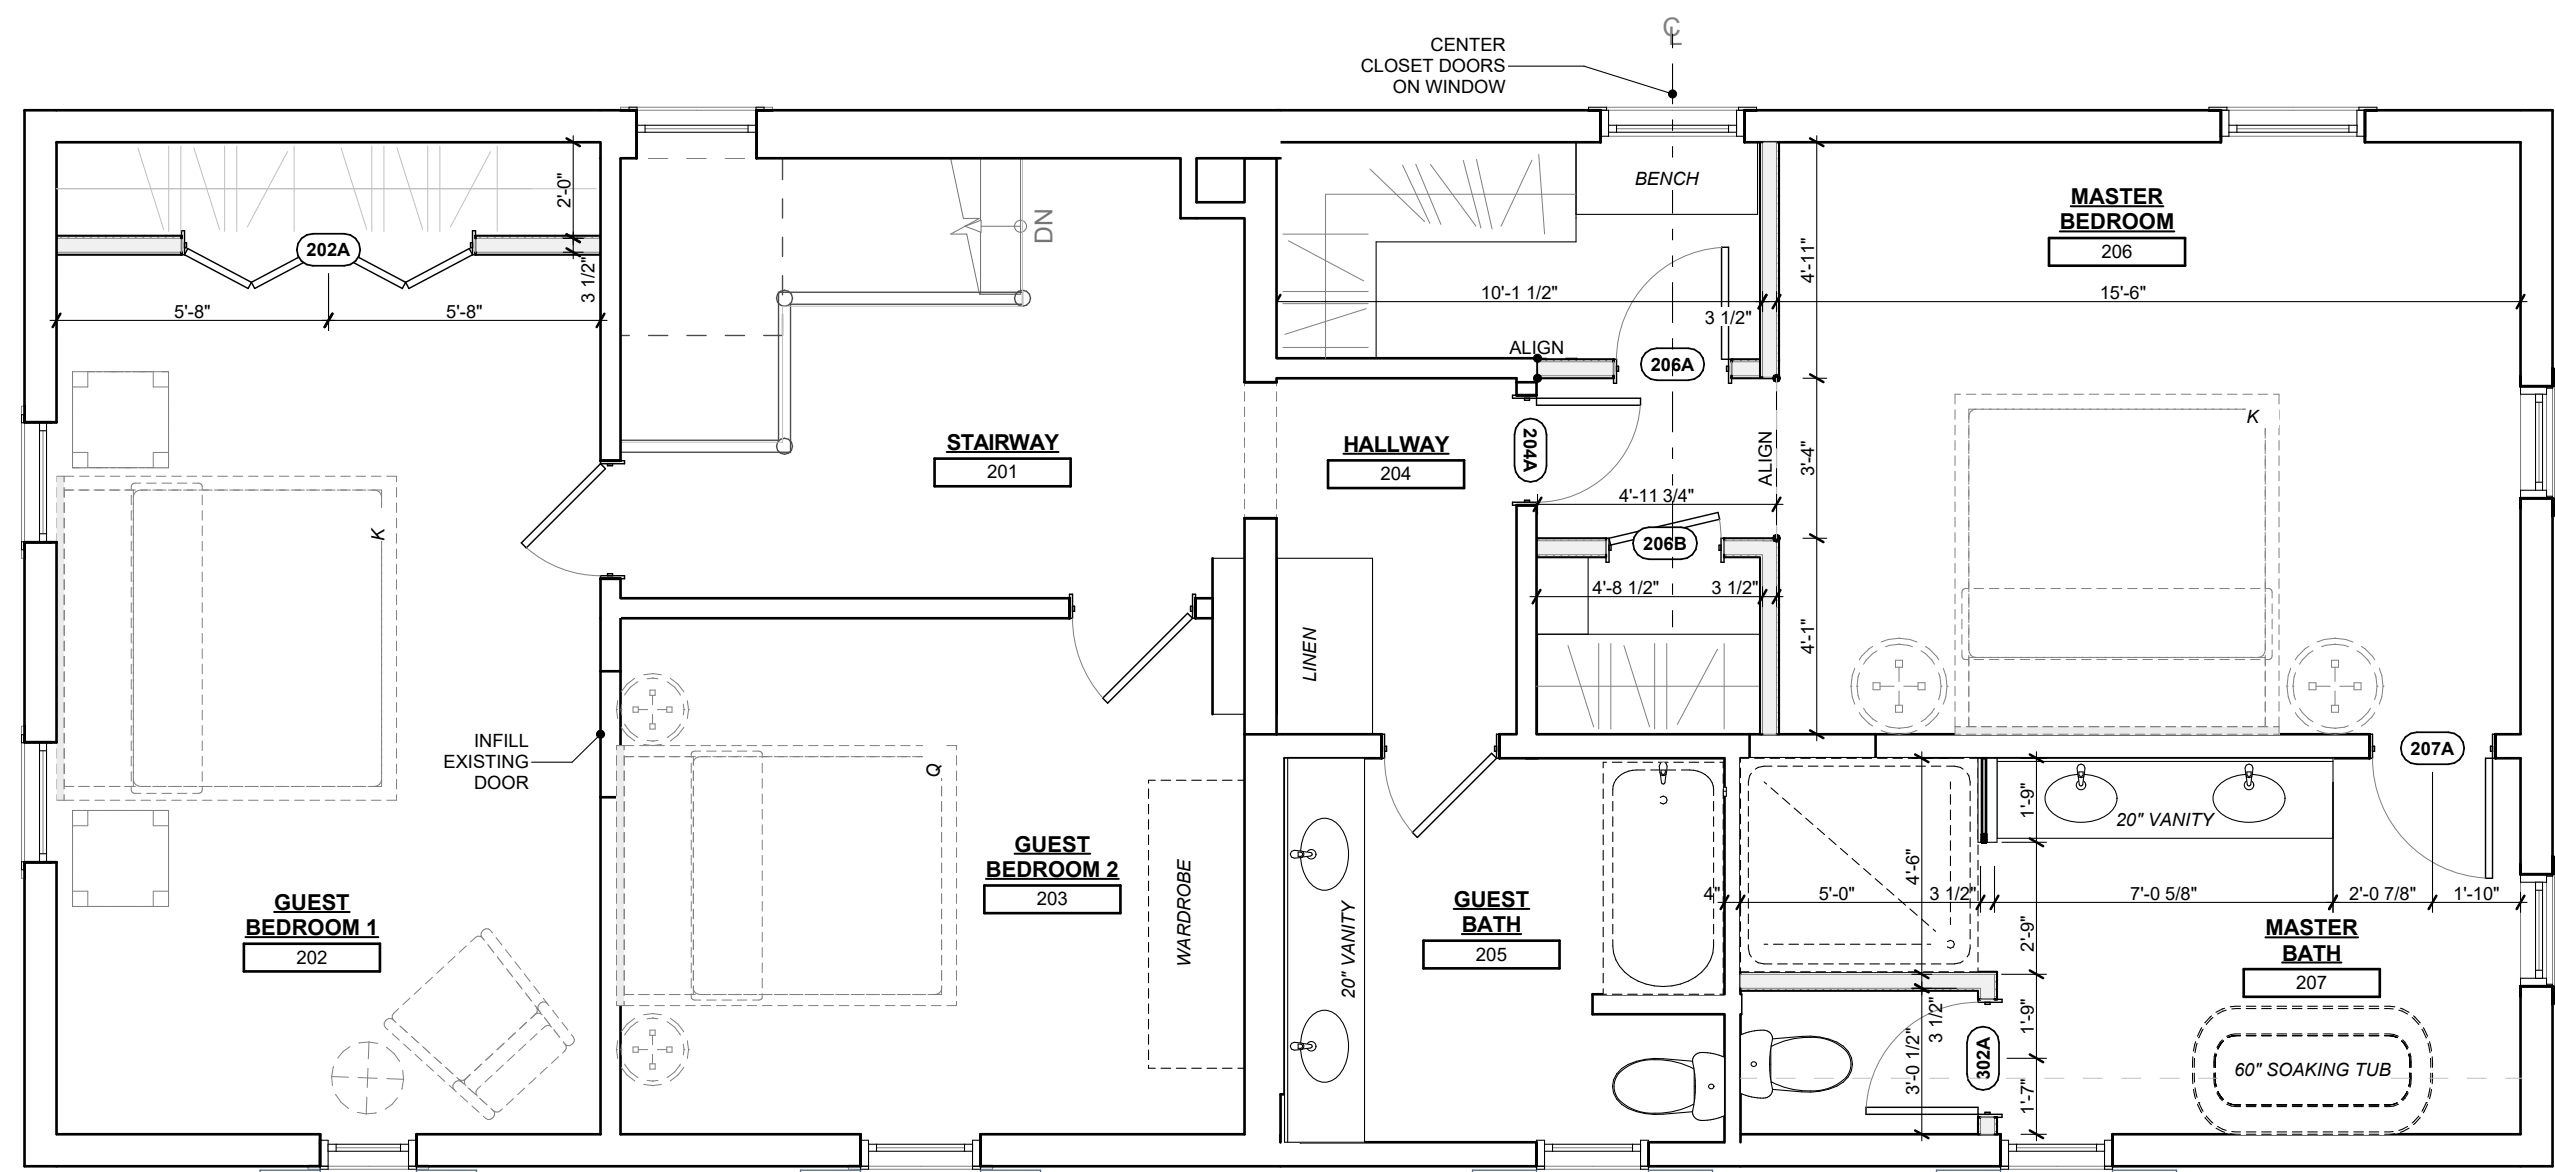 CL
CENTER
CLOSET DOORS
ON WINDOW
2'-0"
202A
3 1/2"
5'-8"
5'-8"
DN
BENCH
MASTER
BEDROOM
206
4'-11"
10'-1 1/2"
3 1/2"
15'-6"
ALIGN
206A
K
STAIRWAY
201
HALLWAY
204
204A
ALIGN
3'-4"
4'-11 3/4"
K
206B
4'-8 1/2"
3 1/2"
LINEN
4'-1"
INFILL
EXISTING
DOOR
207A
Q
1'-9"
20" VANITY
GUEST
BEDROOM 2
203
WARDROBE
4'-6"
GUEST
BEDROOM 1
202
20" VANITY
GUEST
BATH
205
4"
5'-0"
3 1/2"
7'-0 5/8"
2'-0 7/8"
1'-10"
2'-9"
MASTER
BATH
207
3 1/2"
1'-9"
3'-0 1/2"
302A
60" SOAKING TUB
1'-7"